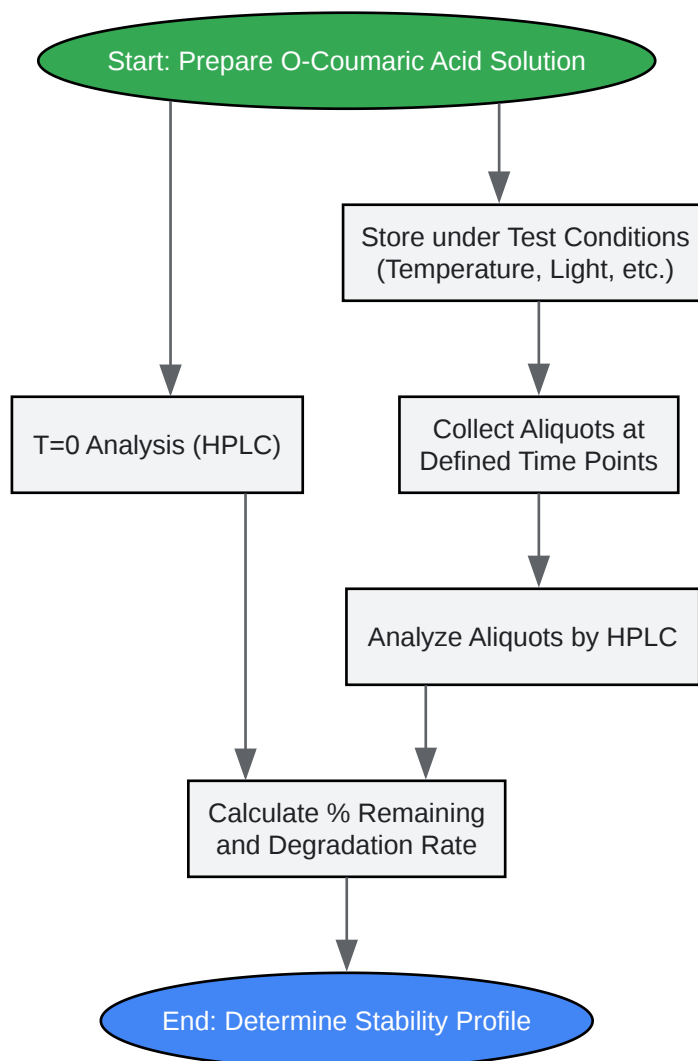 Start: Prepare O-Coumaric Acid Solution
Store under Test Conditions
(Temperature, Light, etc.)
T=0 Analysis (HPLC)
Collect Aliquots at
Defined Time Points
Analyze Aliquots by HPLC
Calculate % Remaining
and Degradation Rate
End: Determine Stability Profile